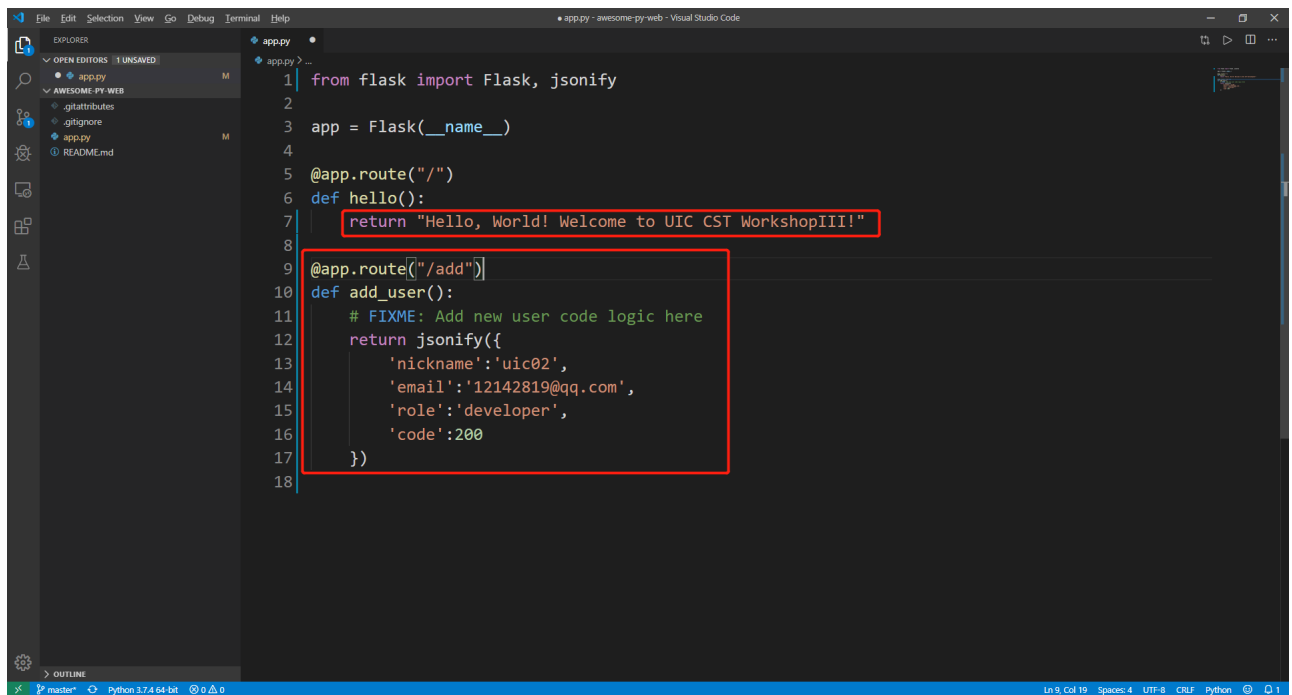 File Edit Selection View Go Debug Terminal Help
● app.py - awesome-py-web - Visual Studio Code
EXPLORER
OPEN EDITORS 1 UNSAVED
app.py M
AWESOME-PY-WEB
.gitattributes
.gitignore
app.py M
README.md
OUTLINE
app.py
app.py > ...
1 from flask import Flask, jsonify
2
3 app = Flask(__name__)
4
5 @app.route("/")
6 def hello():
7 return "Hello, World! Welcome to UIC CST WorkshopIII!"
8
9 @app.route("/add")
10 def add_user():
11 # FIXME: Add new user code logic here
12 return jsonify({
13 'nickname':'uic02',
14 'email':'12142819@qq.com',
15 'role':'developer',
16 'code':200
17 })
18
master* Python 3.7.4 64-bit 0 0 Ln 9, Col 19 Spaces: 4 UTF-8 CRLF Python 1